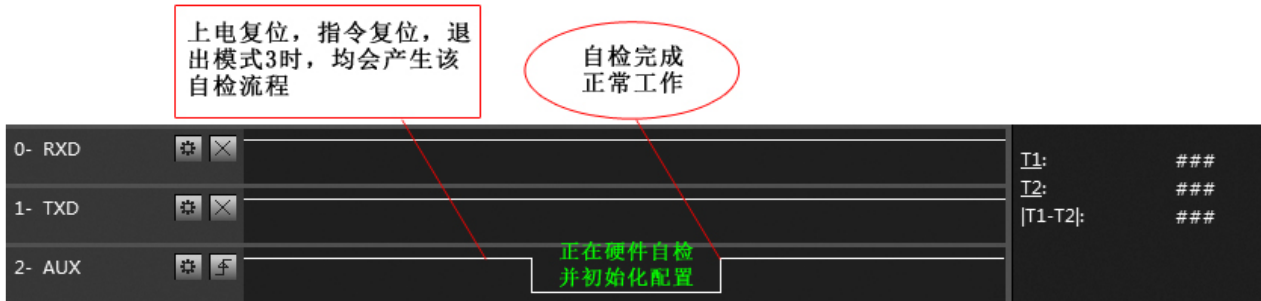 上电复位，指令复位，退
出模式3时，均会产生该
自检流程
自检完成
正常工作
0- RXD
1- TXD
2- AUX
正在硬件自检
并初始化配置
T1: ###
T2: ###
|T1-T2|: ###